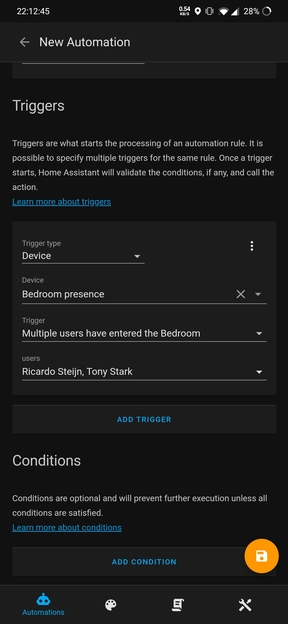 22:12:45
0.54
KB/S
28%
New Automation
Triggers
Triggers are what starts the processing of an automation rule. It is
possible to specify multiple triggers for the same rule. Once a trigger
starts, Home Assistant will validate the conditions, if any, and call the
action.
Learn more about triggers
Trigger type
Device
Device
Bedroom presence
Trigger
Multiple users have entered the Bedroom
users
Ricardo Steijn, Tony Stark
ADD TRIGGER
Conditions
Conditions are optional and will prevent further execution unless all
conditions are satisfied.
Learn more about conditions
ADD CONDITION
Automations